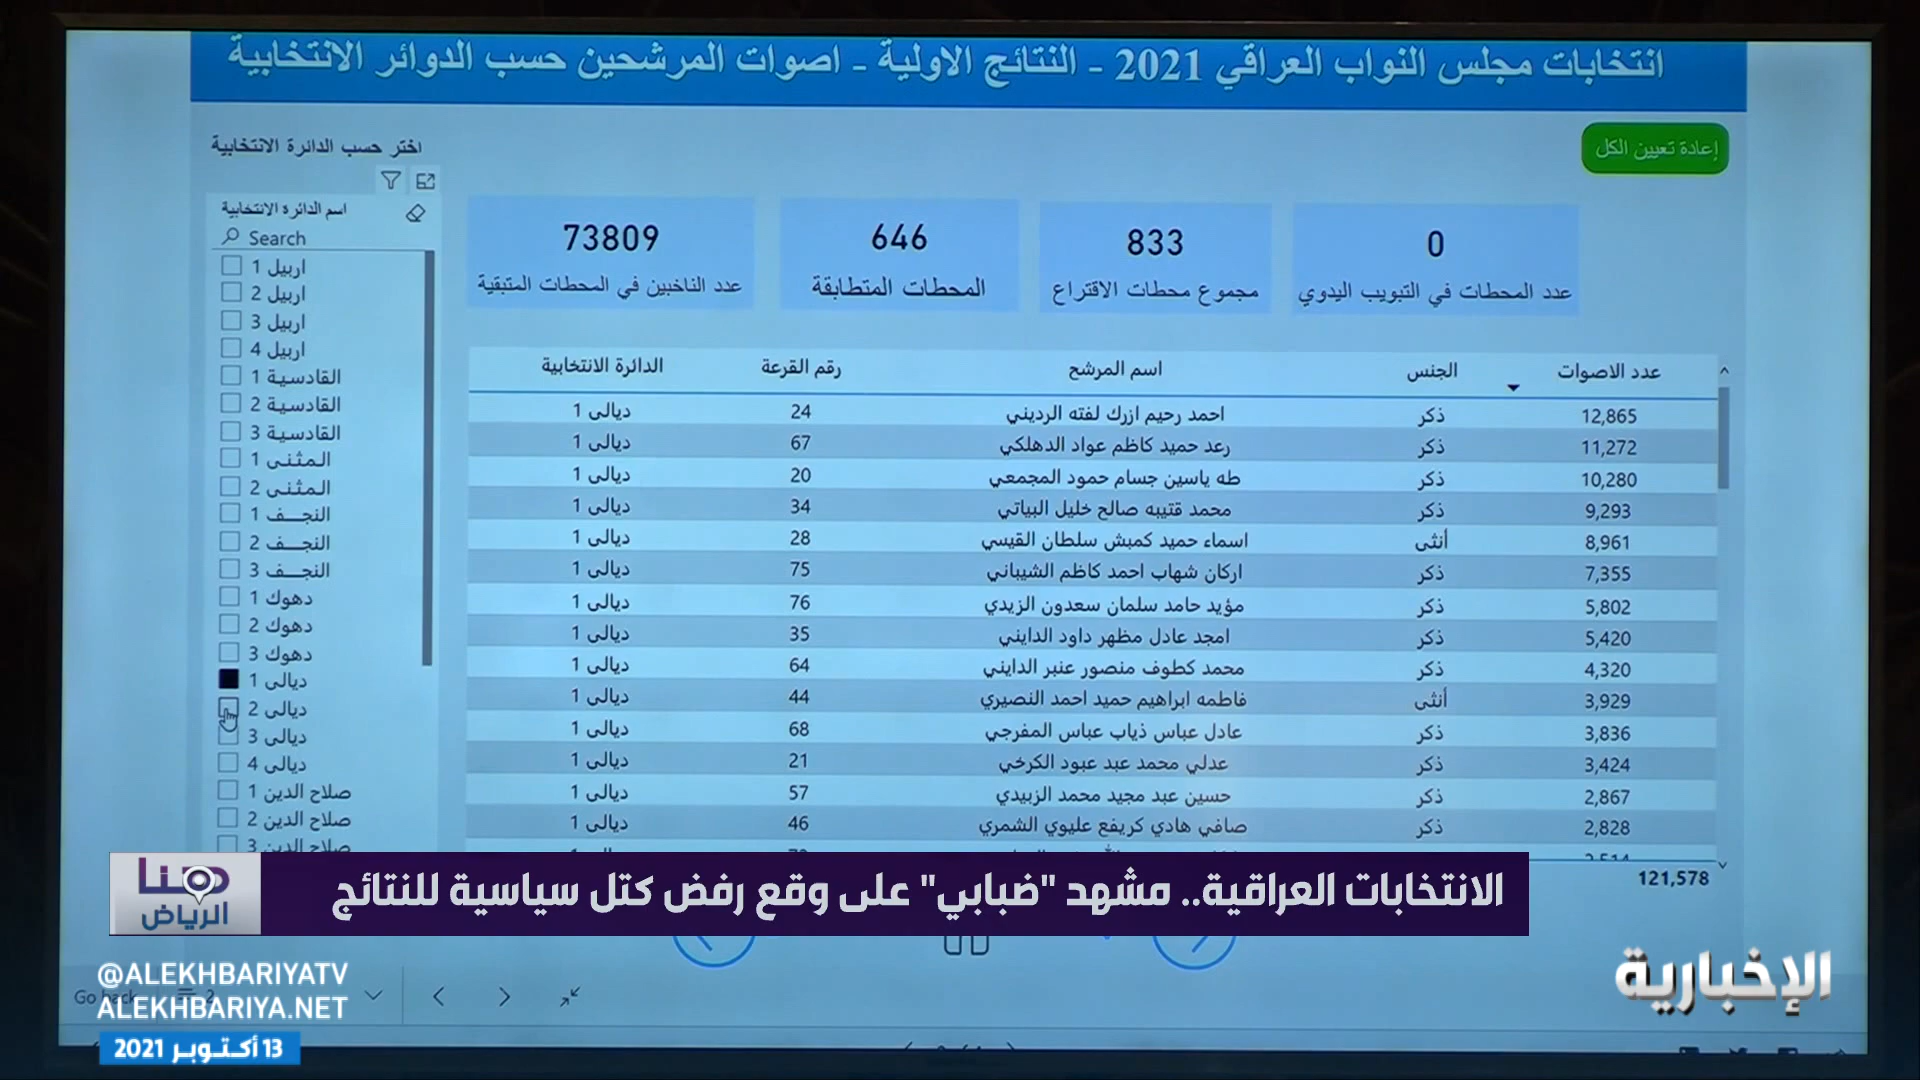 انتخابات مجلس النواب العراقي 2021 - النتائج الاولية - اصوات المرشحين حسب الدوائر الانتخابية
إعادة تعيين الكل
اختر حسب الدائرة الانتخابية
اسم الدائرة الانتخابية
Search
اربيل 1
اربيل 2
اربيل 3
اربيل 4
القادسية 1
القادسية 2
القادسية 3
المثنى 1
المثنى 2
النجـــف 1
النجـــف 2
النجـــف 3
دهوك 1
دهوك 2
دهوك 3
ديالى 1
ديالى 2
ديالى 3
ديالى 4
صلاح الدين 1
صلاح الدين 2
صلاح الدين 3
0 833 646 73809
عدد المحطات في التبويب اليدوي مجموع محطات الاقتراع المحطات المتطابقة عدد الناخبين في المحطات المتبقية
عدد الاصوات الجنس اسم المرشح رقم القرعة الدائرة الانتخابية
12,865 ذكر احمد رحيم ازرك لفته الرديني 24 ديالى 1
11,272 ذكر رعد حميد كاظم عواد الدهلكي 67 ديالى 1
10,280 ذكر طه ياسين جسام حمود المجمعي 20 ديالى 1
9,293 ذكر محمد قتيبه صالح خليل البياتي 34 ديالى 1
8,961 أنثى اسماء حميد كمبش سلطان القيسي 28 ديالى 1
7,355 ذكر اركان شهاب احمد كاظم الشيباني 75 ديالى 1
5,802 ذكر مؤيد حامد سلمان سعدون الزيدي 76 ديالى 1
5,420 ذكر امجد عادل مظهر داود الدايني 35 ديالى 1
4,320 ذكر محمد كطوف منصور عنبر الدايني 64 ديالى 1
3,929 أنثى فاطمه ابراهيم حميد احمد النصيري 44 ديالى 1
3,836 ذكر عادل عباس ذياب عباس المفرجي 68 ديالى 1
3,424 ذكر عدلي محمد عبد عبود الكرخي 21 ديالى 1
2,867 ذكر حسين عبد مجيد محمد الزبيدي 57 ديالى 1
2,828 ذكر صافي هادي كريفع عليوي الشمري 46 ديالى 1
121,578
هنا الرياض
الانتخابات العراقية.. مشهد "ضبابي" على وقع رفض كتل سياسية للنتائج
الإخبارية
@ALEKHBARIYATV
Go back
ALEKHBARIYA.NET
13 أكتوبر 2021